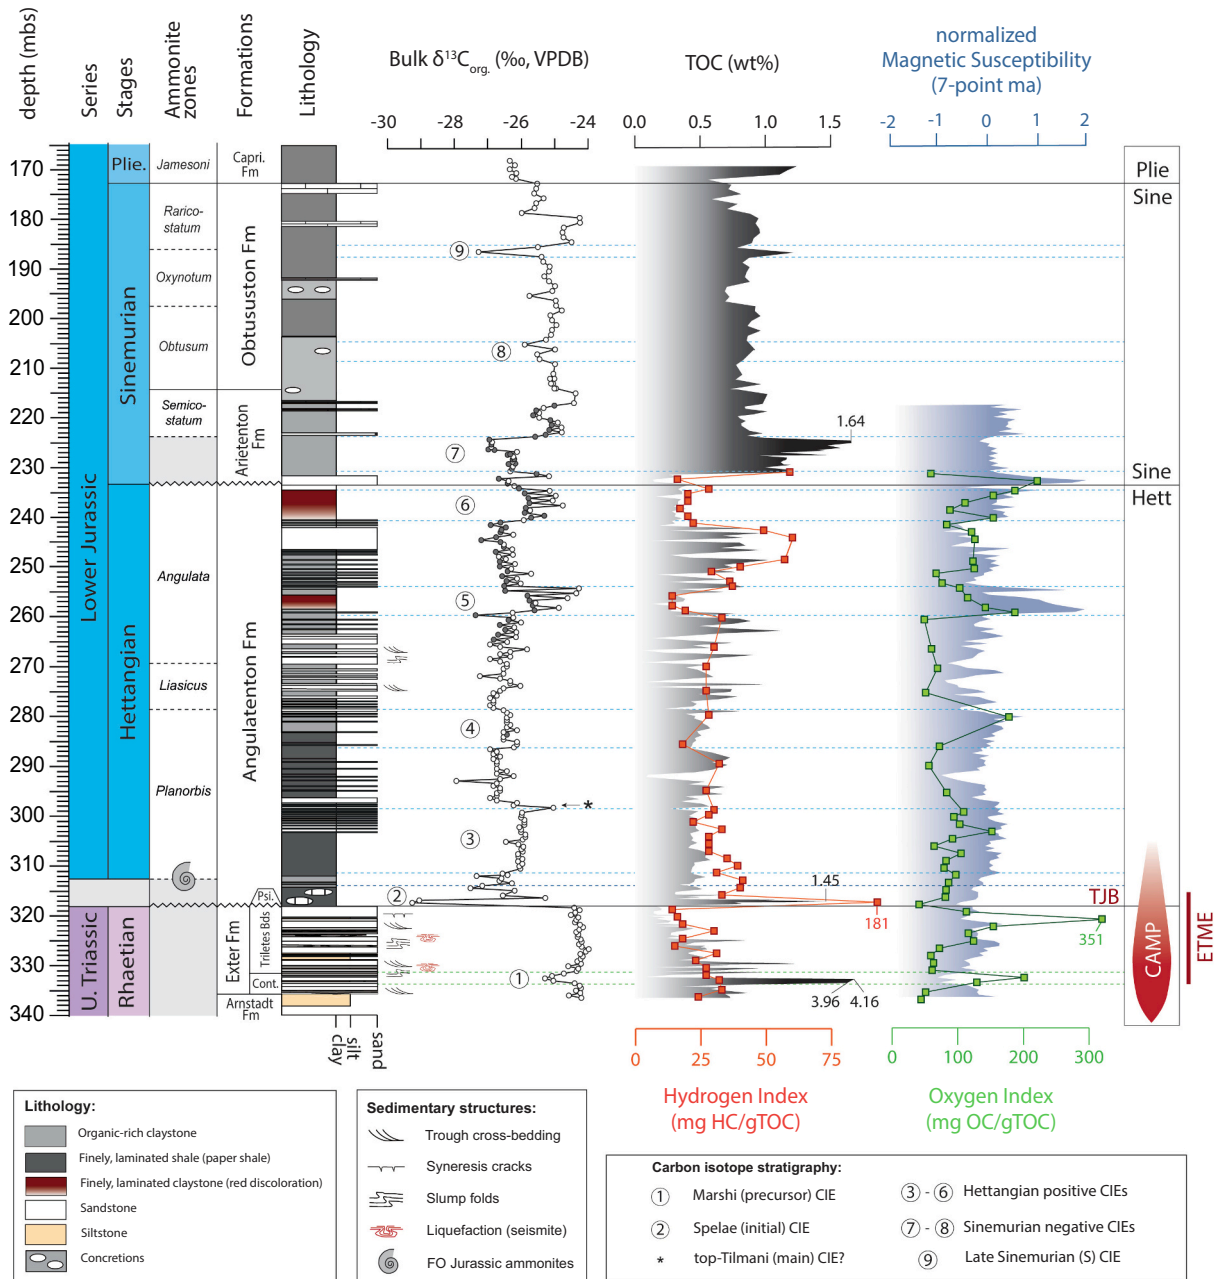 depth (mbs)
Series
Stages
Ammonite
zones
Formations
Lithology
Bulk δ13Corg. (‰, VPDB)
TOC (wt%)
normalized
Magnetic Susceptibility
(7-point ma)
-30 -28 -26 -24
0.0 0.5 1.0 1.5
-2 -1 0 1 2
170
180
190
200
210
220
230
240
250
260
270
280
290
300
310
320
330
340
Lower Jurassic
U. Triassic
Plie.
Sinemurian
Hettangian
Rhaetian
Jamesoni
Rarico-
statum
Oxynotum
Obtusum
Semico-
statum
Angulata
Liasicus
Planorbis
Capri.
Fm
Obtususton Fm
Arietenton
Fm
Angulatenton Fm
Psi.
Exter Fm
Triletes Bds
Cont.
Arnstadt
Fm
clay
silt
sand
9
8
7
6
5
4
*
3
2
1
1.64
1.45
181
3.96 4.16
351
Plie
Sine
Sine
Hett
TJB
CAMP
ETME
0 25 50 75
Hydrogen Index
(mg HC/gTOC)
0 100 200 300
Oxygen Index
(mg OC/gTOC)
Lithology:
Organic-rich claystone
Finely, laminated shale (paper shale)
Finely, laminated claystone (red discoloration)
Sandstone
Siltstone
Concretions
Sedimentary structures:
Trough cross-bedding
Syneresis cracks
Slump folds
Liquefaction (seismite)
FO Jurassic ammonites
Carbon isotope stratigraphy:
1 Marshi (precursor) CIE
2 Spelae (initial) CIE
* top-Tilmani (main) CIE?
3 - 6 Hettangian positive CIEs
7 - 8 Sinemurian negative CIEs
9 Late Sinemurian (S) CIE